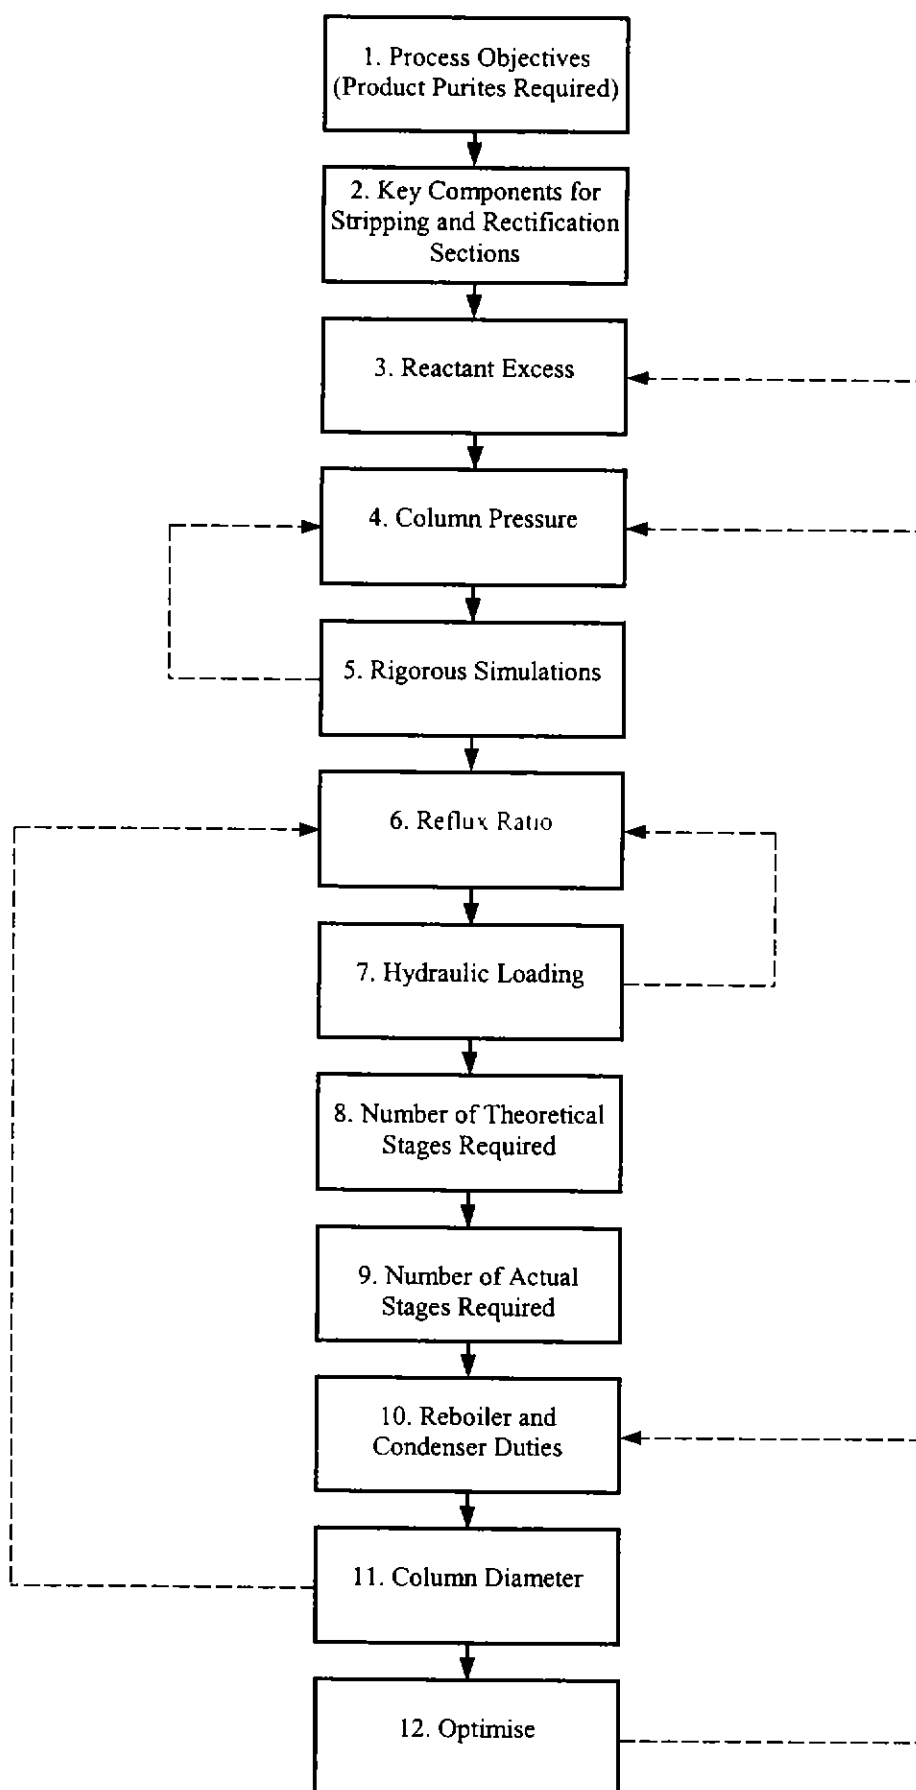 1. Process Objectives
(Product Purites Required)
2. Key Components for
Stripping and Rectification
Sections
3. Reactant Excess
4. Column Pressure
5. Rigorous Simulations
6. Reflux Ratio
7. Hydraulic Loading
8. Number of Theoretical
Stages Required
9. Number of Actual
Stages Required
10. Reboiler and
Condenser Duties
11. Column Diameter
12. Optimise